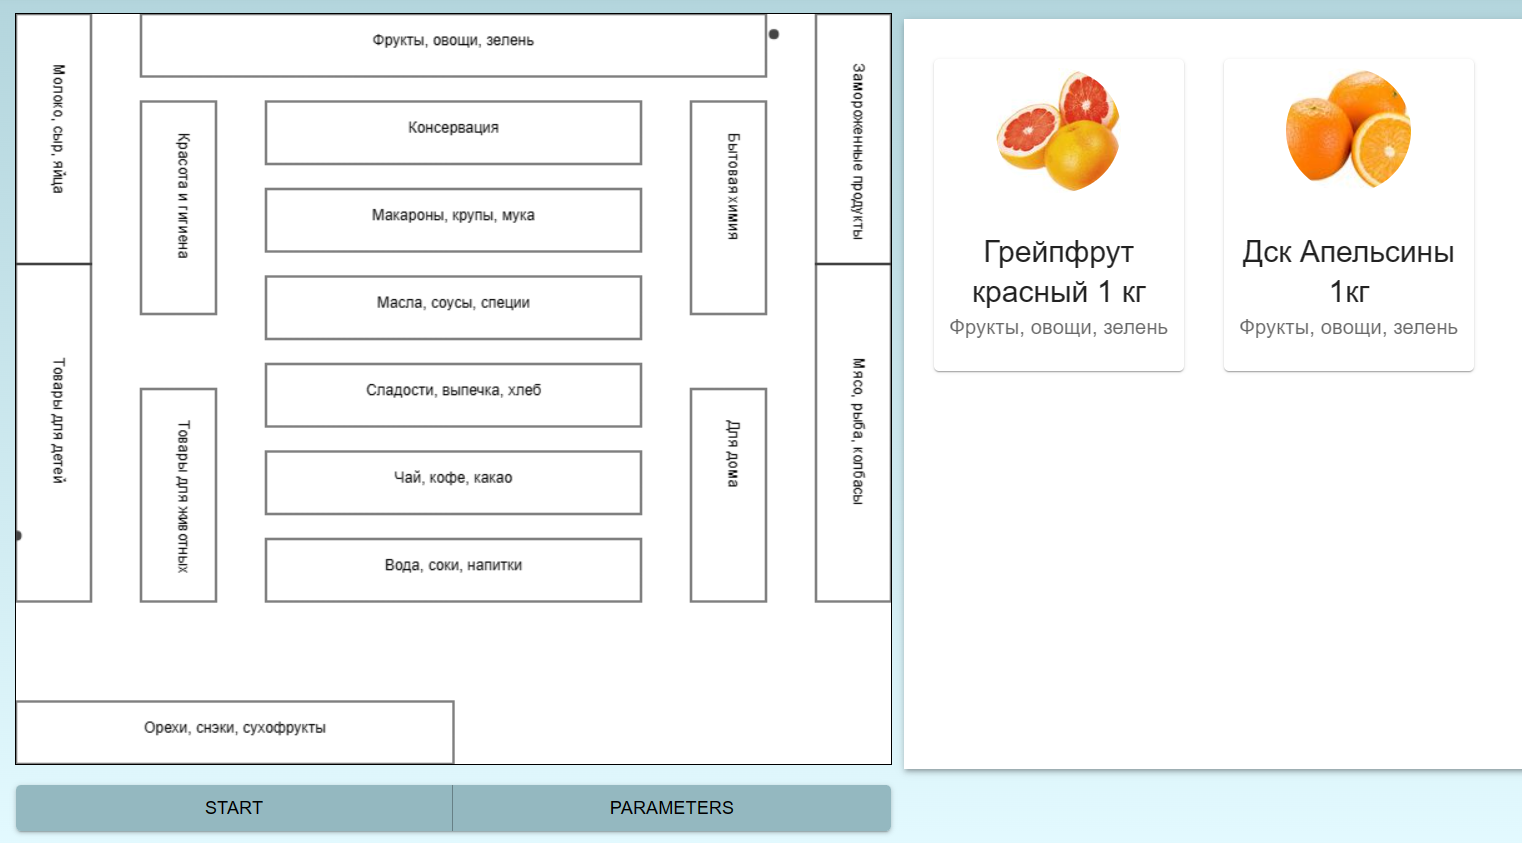 Фрукты, овощи, зелень
Молоко, сыр, яйца
Замороженные продукты
Красота и гигиена
Консервация
Бытовая химия
Макароны, крупы, мука
Масла, соусы, специи
Товары для детей
Сладости, выпечка, хлеб
Мясо, рыба, колбасы
Товары для животных
Чай, кофе, какао
Для дома
Вода, соки, напитки
Орехи, снэки, сухофрукты
START
PARAMETERS
Грейпфрут
красный 1 кг
Фрукты, овощи, зелень
Дск Апельсины
1кг
Фрукты, овощи, зелень